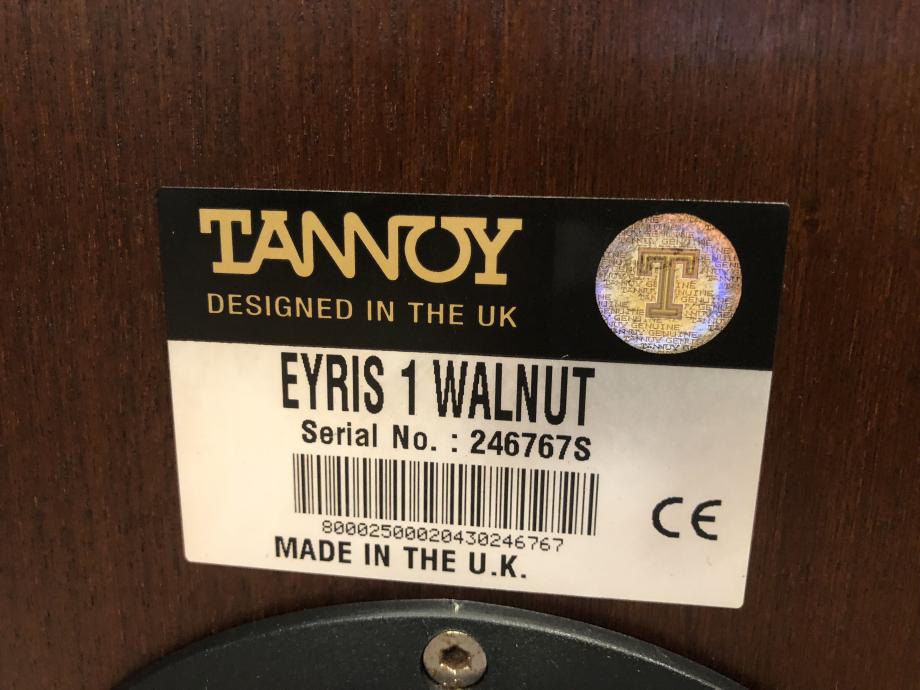 TANNOY
DESIGNED IN THE UK
T
EYRIS 1 WALNUT
Serial No. : 246767S
80002500020430246767
MADE IN THE U.K.
CE